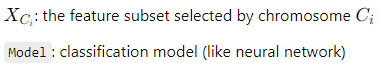 X_{C_i}: the feature subset selected by chromosome C_i
Model: classification model (like neural network)